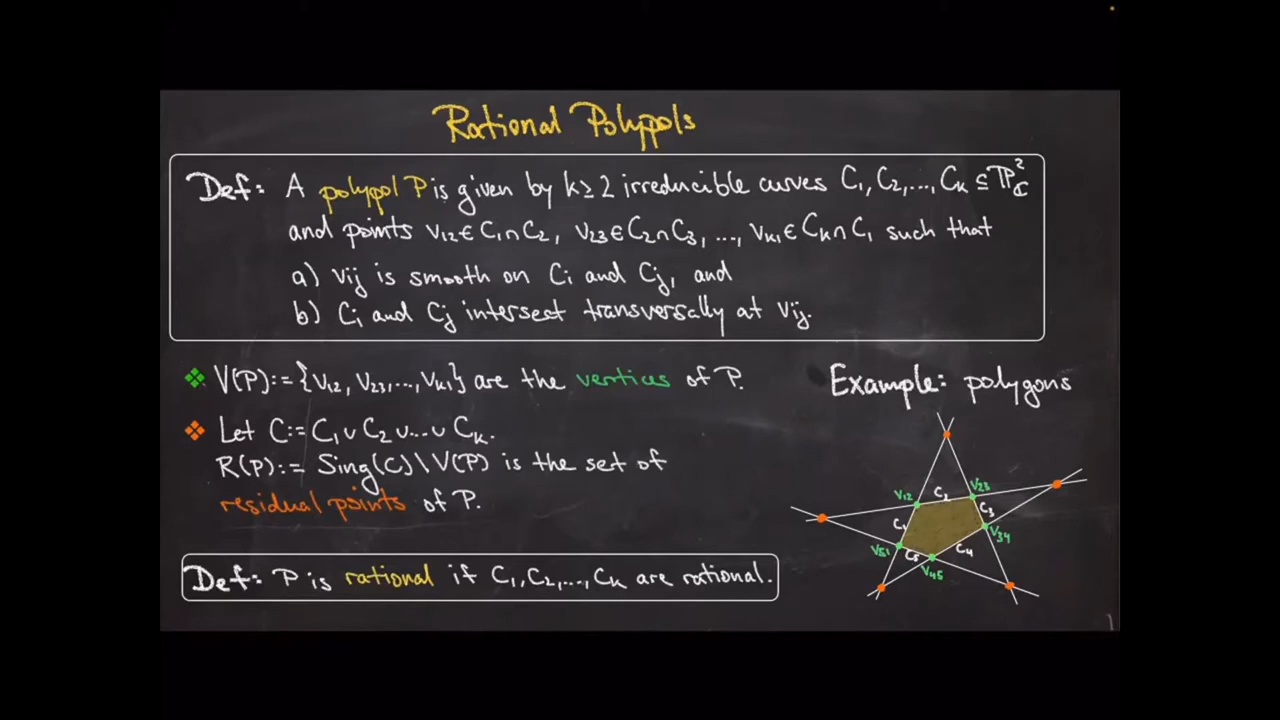 Rational Polypols
Def: A polypol P is given by k≥2 irreducible curves C₁, C₂, ..., Cₖ ⊆ ℙ²_ℂ
and points v₁₂ ∈ C₁∩C₂, v₂₃ ∈ C₂∩C₃, ..., vₖ₁ ∈ Cₖ∩C₁ such that
a) vᵢⱼ is smooth on Cᵢ and Cⱼ, and
b) Cᵢ and Cⱼ intersect transversally at vᵢⱼ.
V(P):= {v₁₂, v₂₃, ..., vₖ₁} are the vertices of P.
Let C:= C₁ ∪ C₂ ∪ ... ∪ Cₖ.
R(P):= Sing(C) \ V(P) is the set of
residual points of P.
Def: P is rational if C₁, C₂, ..., Cₖ are rational.
Example: polygons
v₁₂
C₂
v₂₃
C₁
C₃
v₃₄
v₅₁
C₅
C₄
v₄₅
1